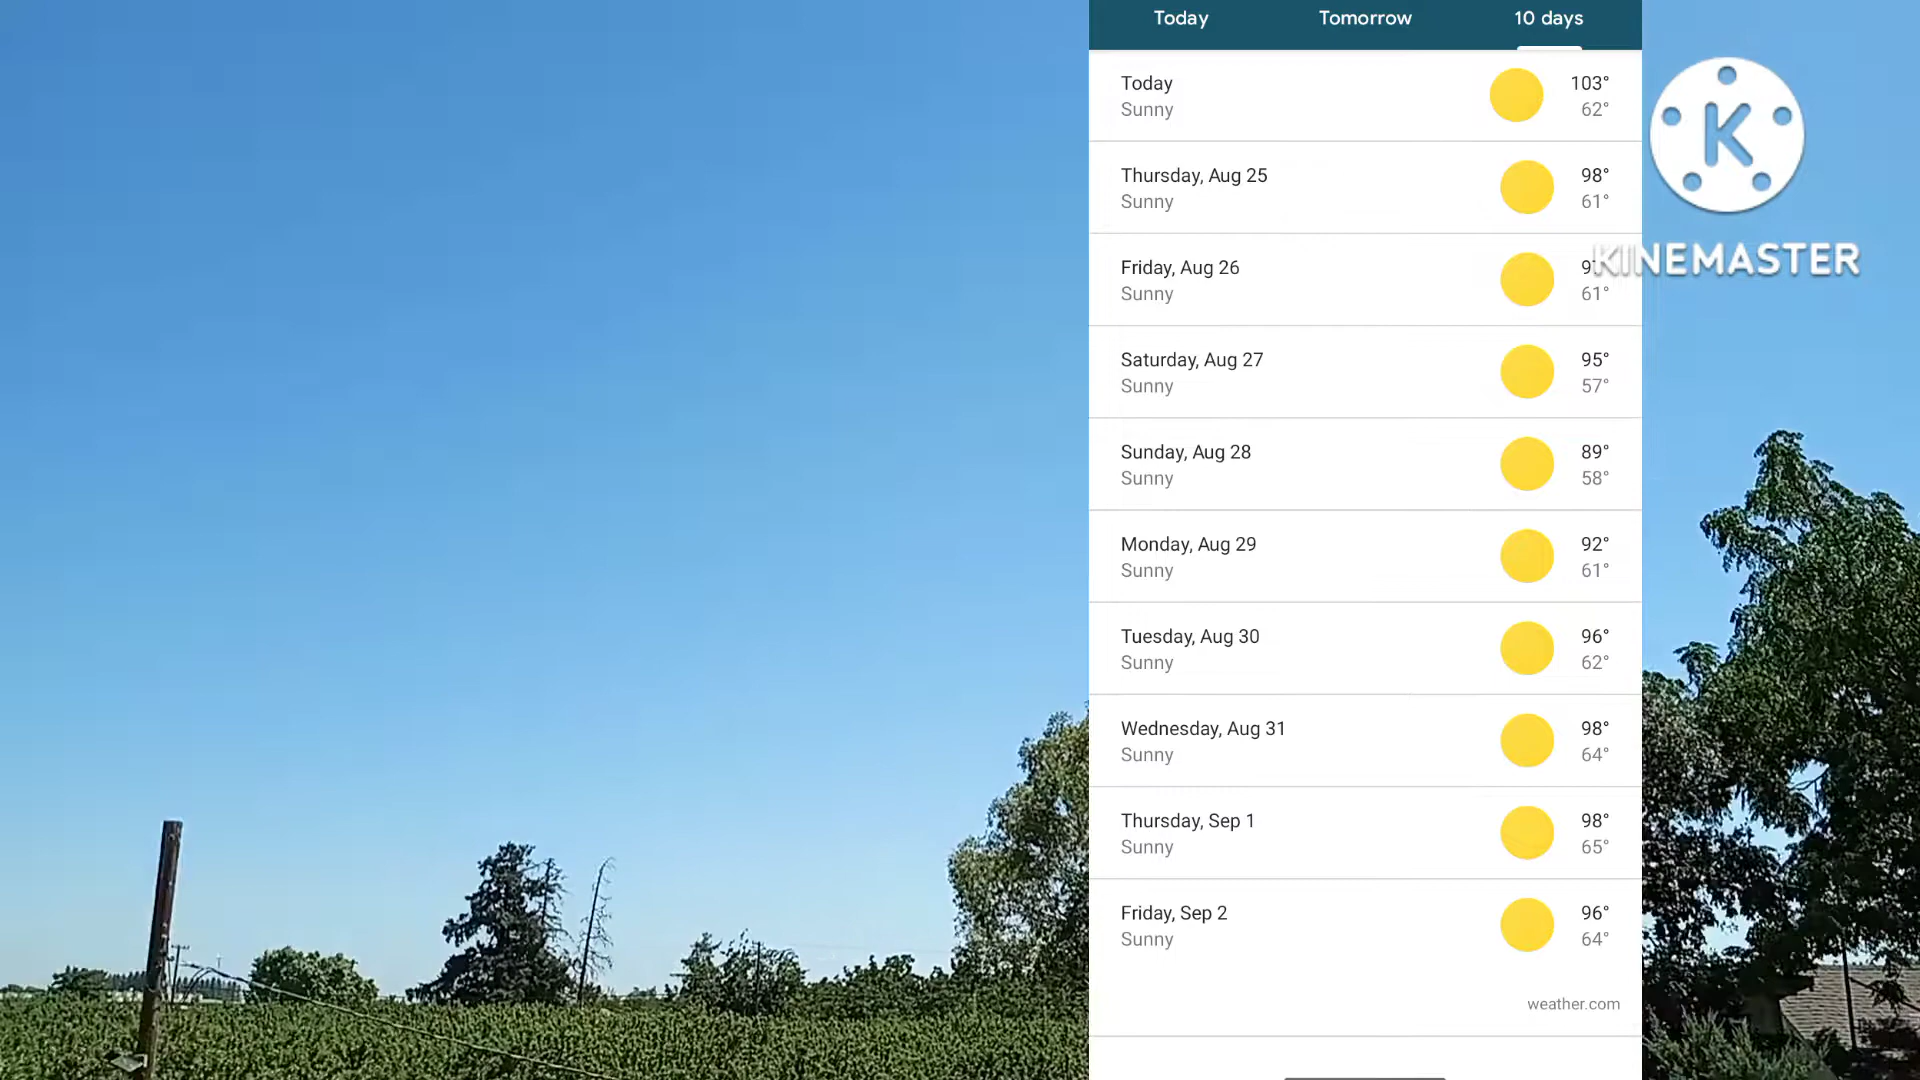 Today Tomorrow 10 days
Today 103°
Sunny 62°
Thursday, Aug 25 98°
Sunny 61°
Friday, Aug 26
Sunny 61°
Saturday, Aug 27 95°
Sunny 57°
Sunday, Aug 28 89°
Sunny 58°
Monday, Aug 29 92°
Sunny 61°
Tuesday, Aug 30 96°
Sunny 62°
Wednesday, Aug 31 98°
Sunny 64°
Thursday, Sep 1 98°
Sunny 65°
Friday, Sep 2 96°
Sunny 64°
weather.com
K
KINEMASTER